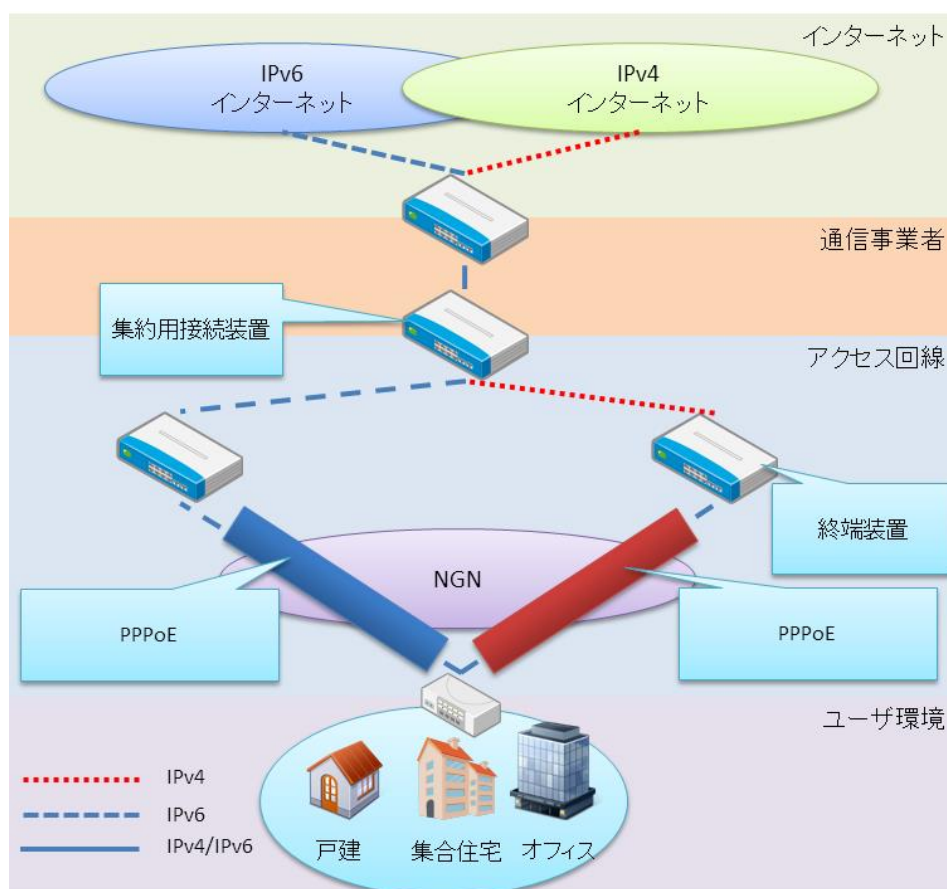 インターネット
IPv6
インターネット
IPv4
インターネット
通信事業者
集約用接続装置
アクセス回線
終端装置
NGN
PPPoE
PPPoE
ユーザ環境
IPv4
IPv6
IPv4/IPv6
戸建
集合住宅
オフィス